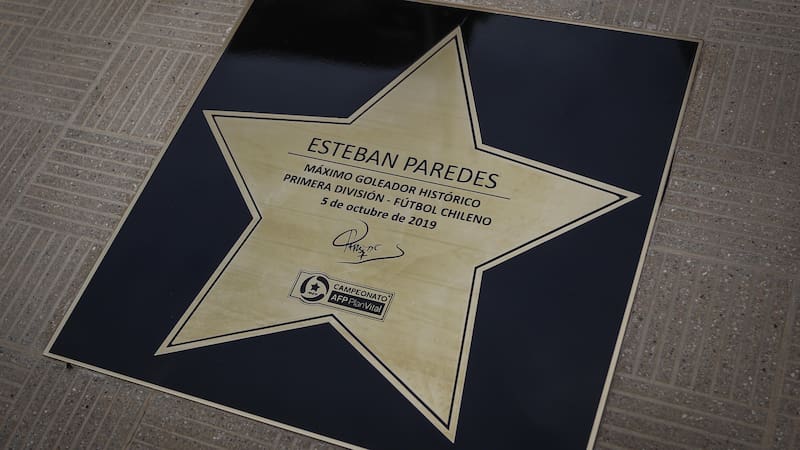 ESTEBAN PAREDES
MÁXIMO GOLEADOR HISTÓRICO
PRIMERA DIVISIÓN - FÚTBOL CHILENO
5 de octubre de 2019
CAMPEONATO
AFP PlanVital